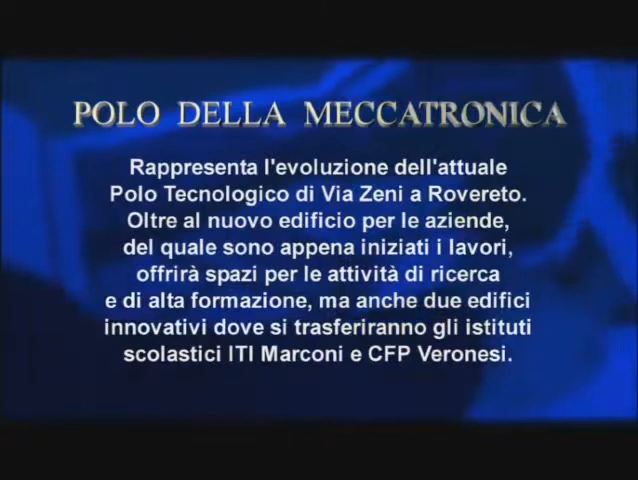 POLO DELLA MECCATRONICA
Rappresenta l'evoluzione dell'attuale
Polo Tecnologico di Via Zeni a Rovereto.
Oltre al nuovo edificio per le aziende,
del quale sono appena iniziati i lavori,
offrirà spazi per le attività di ricerca
e di alta formazione, ma anche due edifici
innovativi dove si trasferiranno gli istituti
scolastici ITI Marconi e CFP Veronesi.